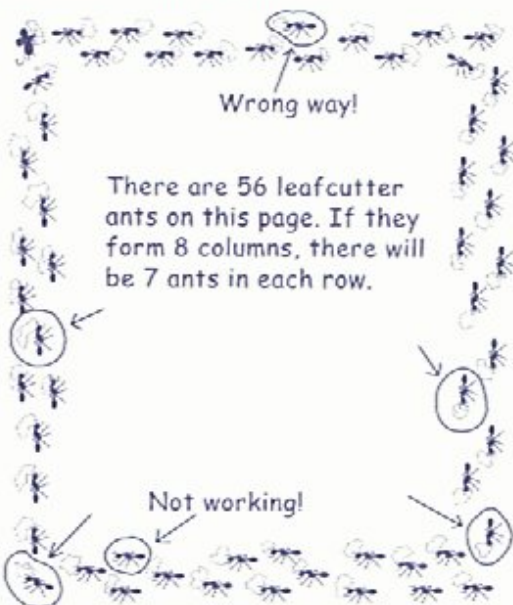 Wrong way!
There are 56 leafcutter
ants on this page. If they
form 8 columns, there will
be 7 ants in each row.
Not working!